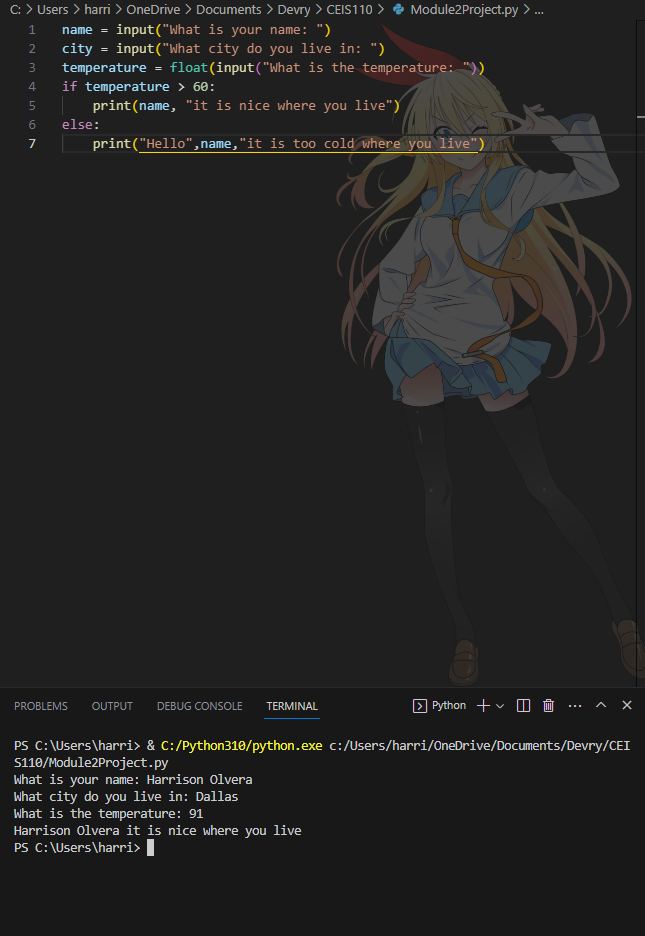 C: > Users > harri > OneDrive > Documents > Devry > CEIS110 > Module2Project.py > ...
1 name = input("What is your name: ")
2 city = input("What city do you live in: ")
3 temperature = float(input("What is the temperature: "))
4 if temperature > 60:
5     print(name, "it is nice where you live")
6 else:
7     print("Hello",name,"it is too cold where you live")
PROBLEMS OUTPUT DEBUG CONSOLE TERMINAL Python
PS C:\Users\harri> & C:/Python310/python.exe c:/Users/harri/OneDrive/Documents/Devry/CEI
S110/Module2Project.py
What is your name: Harrison Olvera
What city do you live in: Dallas
What is the temperature: 91
Harrison Olvera it is nice where you live
PS C:\Users\harri>